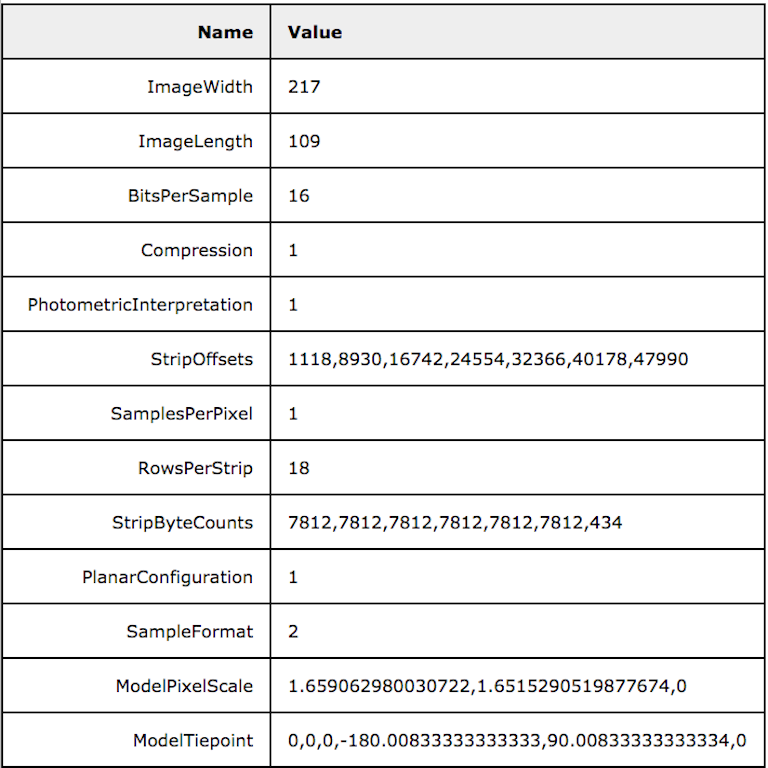 Name Value
ImageWidth 217
ImageLength 109
BitsPerSample 16
Compression 1
PhotometricInterpretation 1
StripOffsets 1118,8930,16742,24554,32366,40178,47990
SamplesPerPixel 1
RowsPerStrip 18
StripByteCounts 7812,7812,7812,7812,7812,7812,434
PlanarConfiguration 1
SampleFormat 2
ModelPixelScale 1.659062980030722,1.6515290519877674,0
ModelTiepoint 0,0,0,-180.00833333333333,90.00833333333334,0